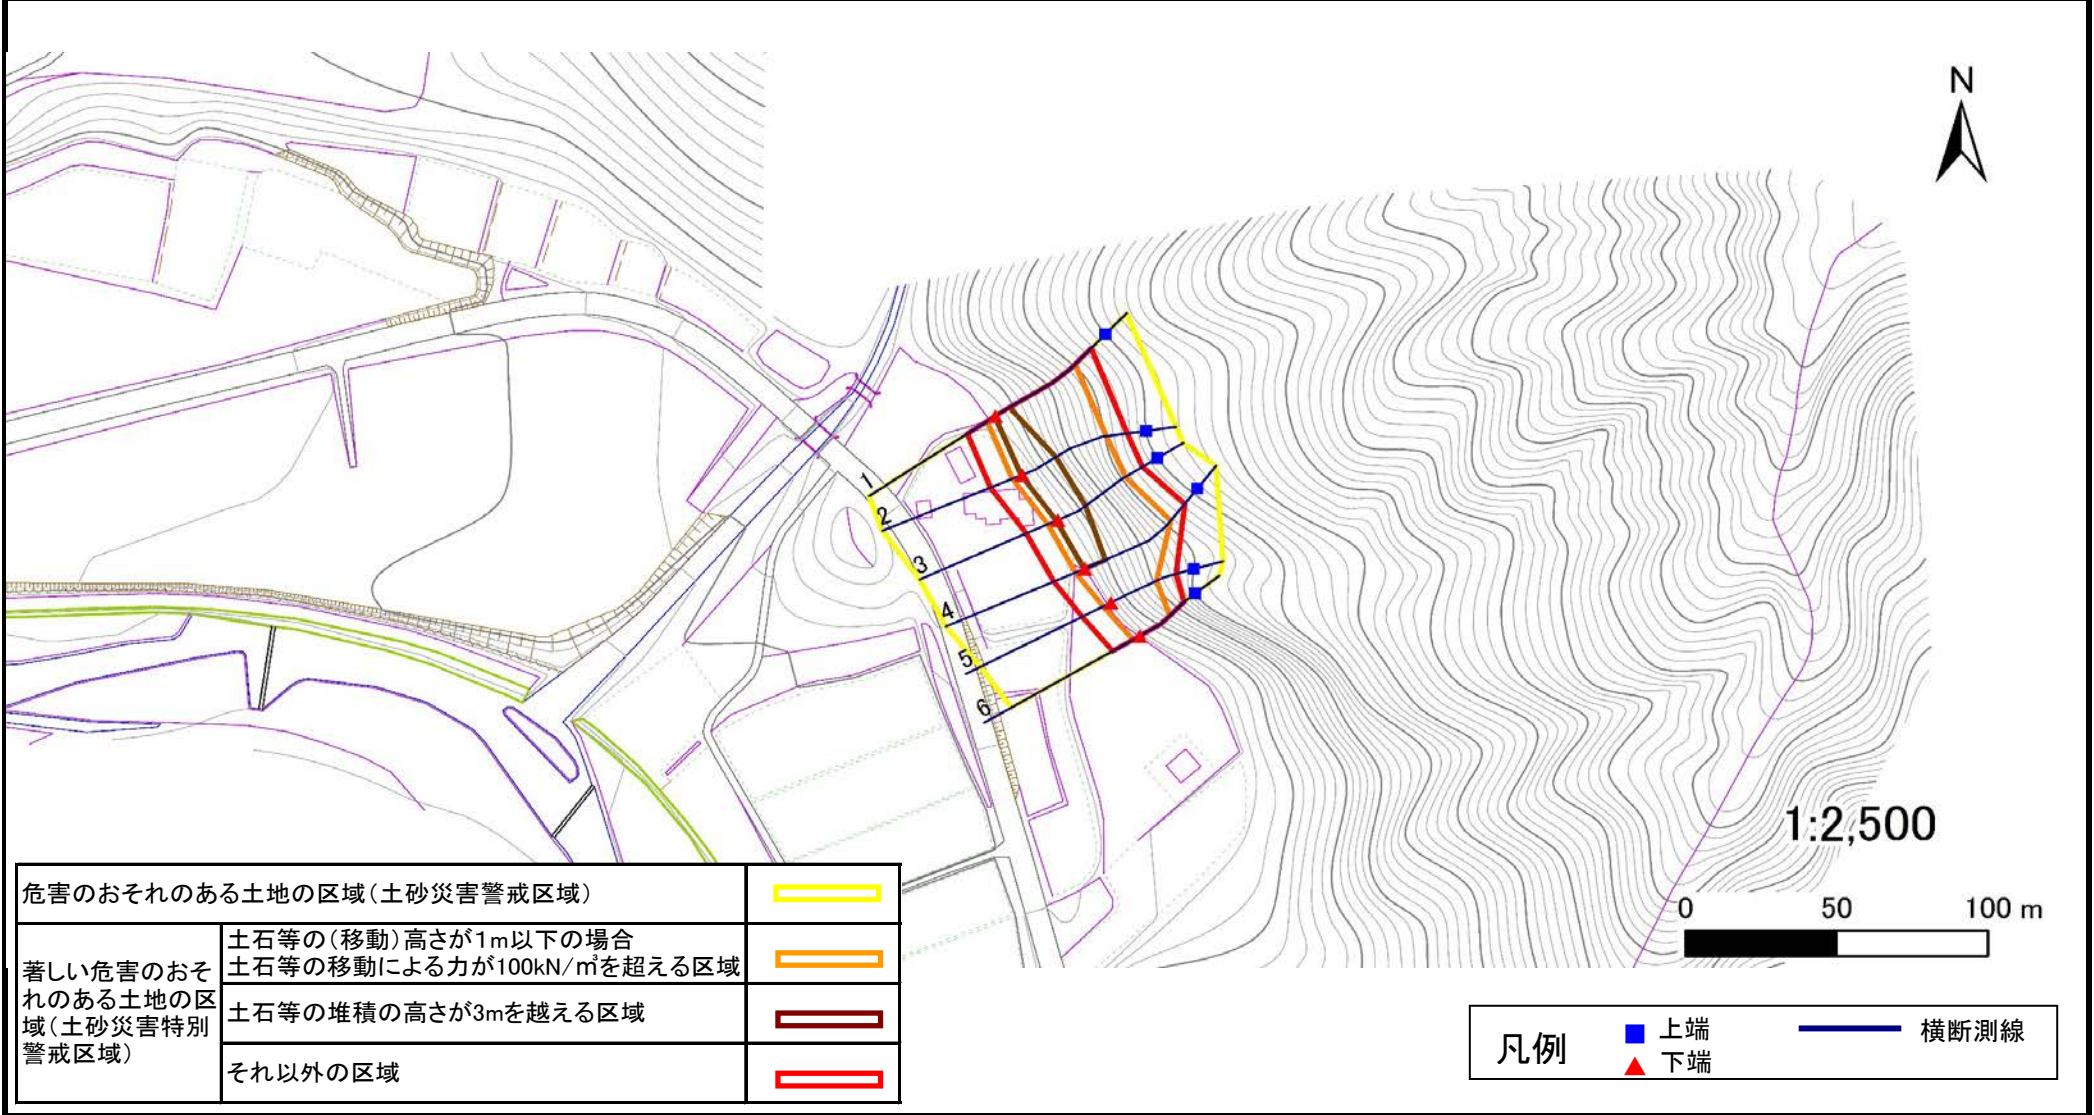 N
1
2
3
4
5
6
1:2,500
0 50 100 m
危害のおそれのある土地の区域(土砂災害警戒区域)
著しい危害のおそ
れのある土地の区
域(土砂災害特別
警戒区域)
土石等の(移動)高さが1m以下の場合
土石等の移動による力が100kN/㎡を超える区域
土石等の堆積の高さが3mを越える区域
それ以外の区域
凡例
上端
下端
横断測線